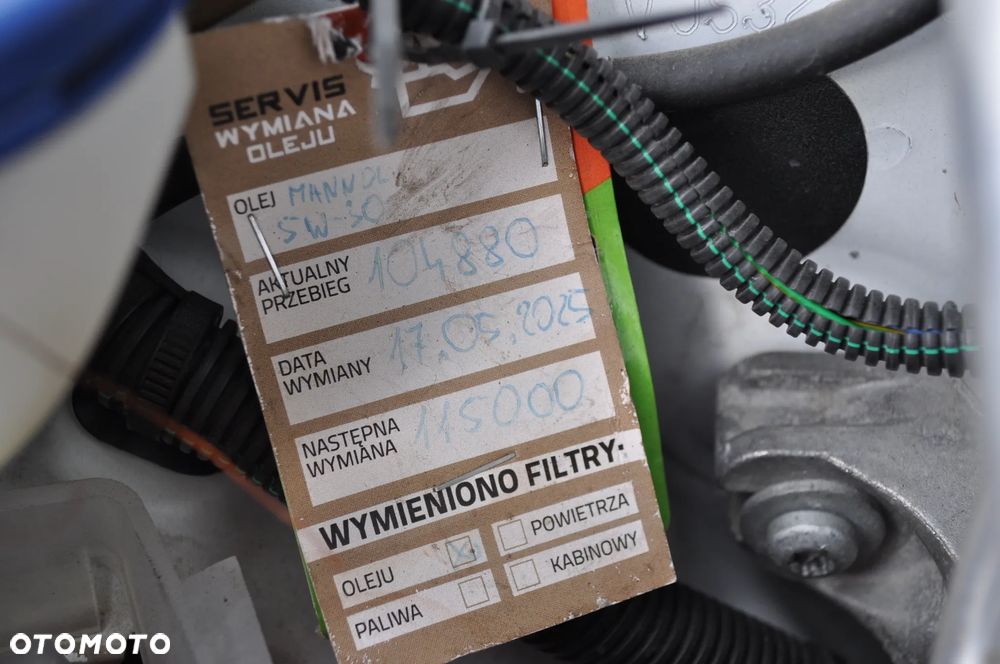 SERVIS
WYMIANA
OLEJU
OLEJ MANNOL
5W-30
AKTUALNY
PRZEBIEG 104880
DATA
WYMIANY 17.05.2025
NASTĘPNA
WYMIANA 115000
WYMIENIONO FILTRY:
OLEJU
POWIETRZA
PALIWA
KABINOWY
OTOMOTO